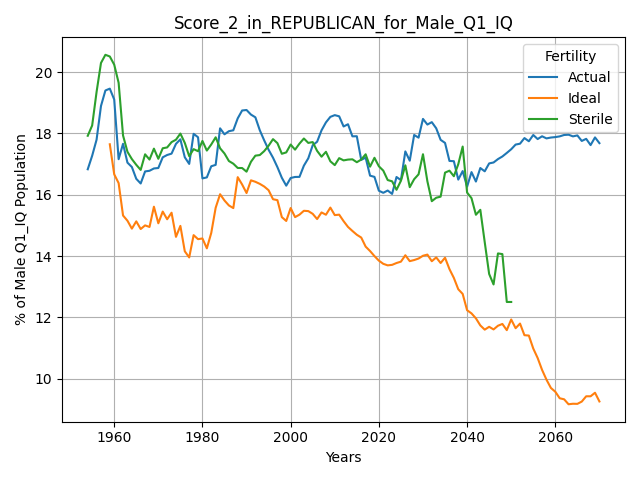 Score_2_in_REPUBLICAN_for_Male_Q1_IQ
Fertility
Actual
Ideal
Sterile
% of Male Q1_IQ Population
20
18
16
14
12
10
1960 1980 2000 2020 2040 2060
Years